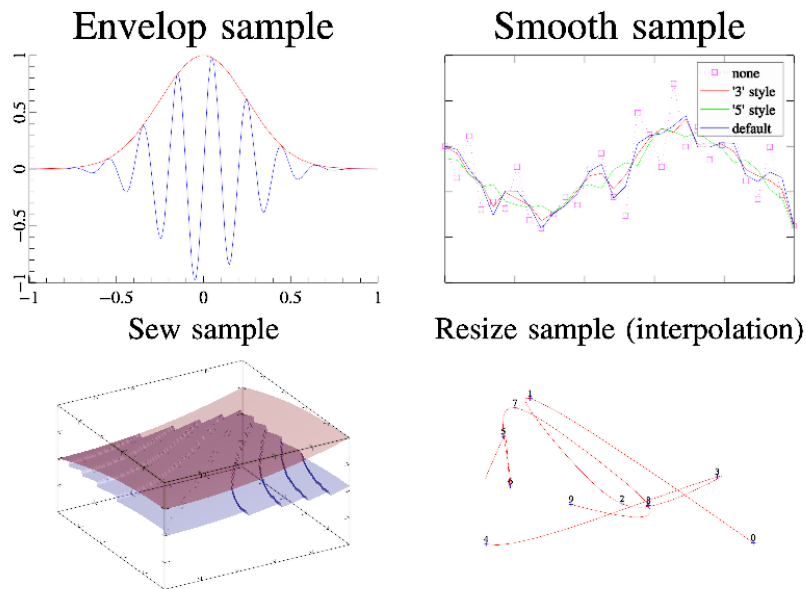 Envelop sample
Smooth sample
1
0.5
0
−0.5
−1
−1
−0.5
0
0.5
1
none
'3' style
'5' style
default
Sew sample
Resize sample (interpolation)
1
7
5
6
3
9
2
8
4
0